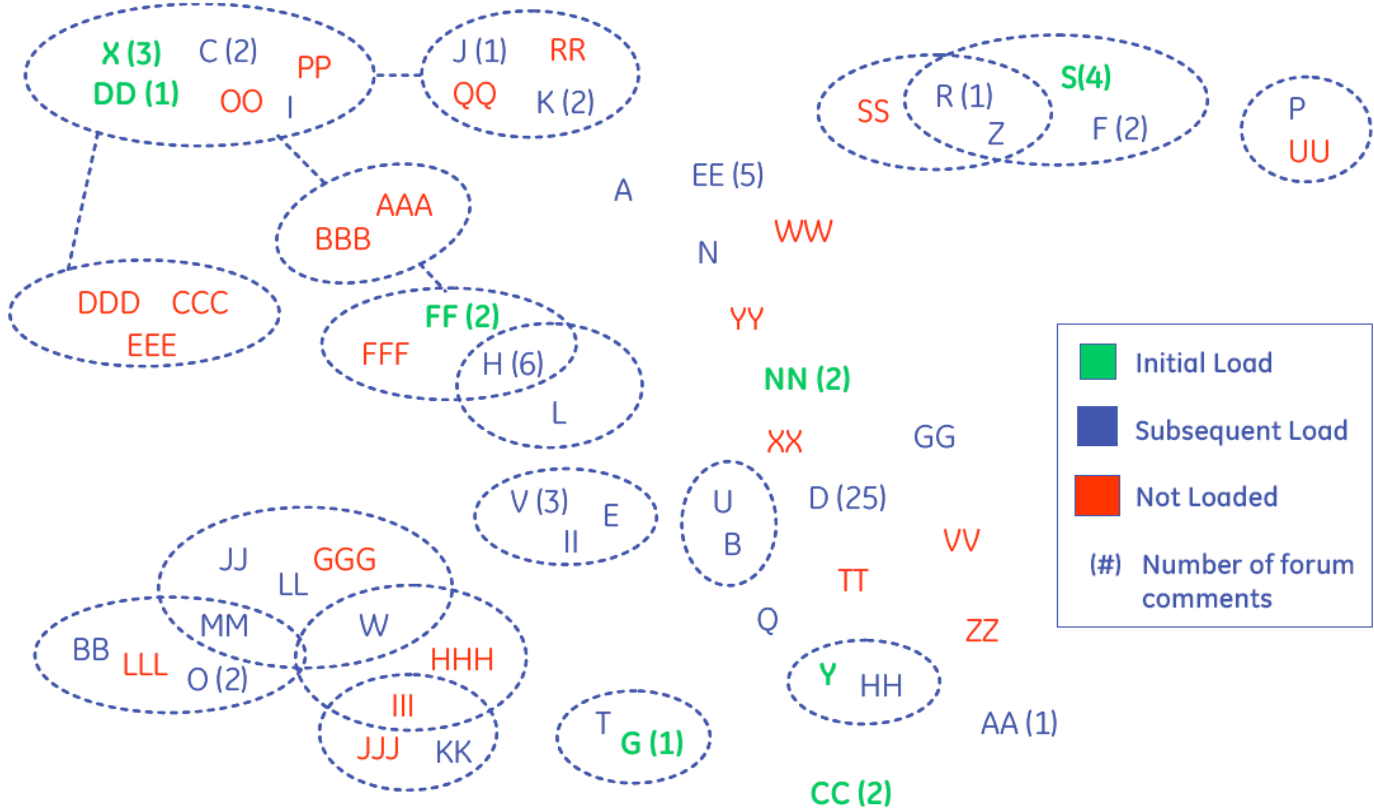 X (3)
C (2)
PP
DD (1)
OO
I
J (1)
RR
QQ
K (2)
SS
R (1)
Z
S(4)
F (2)
P
UU
A
EE (5)
N
WW
AAA
BBB
DDD
CCC
EEE
FF (2)
FFF
H (6)
L
YY
NN (2)
XX
GG
V (3)
E
II
U
B
D (25)
VV
TT
Q
ZZ
JJ
GGG
LL
MM
W
BB
LLL
O (2)
HHH
III
JJJ
KK
T
G (1)
Y
HH
AA (1)
CC (2)
Initial Load
Subsequent Load
Not Loaded
(#) Number of forum
comments